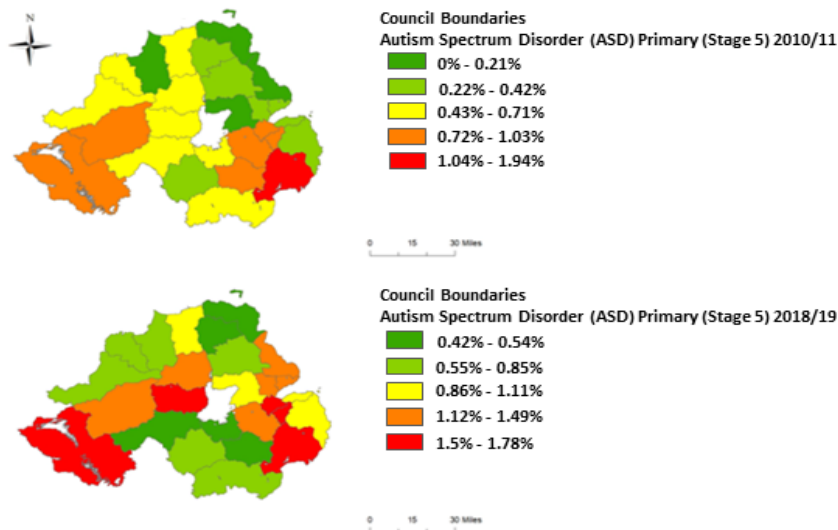 N
Council Boundaries
Autism Spectrum Disorder (ASD) Primary (Stage 5) 2010/11
0% - 0.21%
0.22% - 0.42%
0.43% - 0.71%
0.72% - 1.03%
1.04% - 1.94%
0 15 30 Miles
Council Boundaries
Autism Spectrum Disorder (ASD) Primary (Stage 5) 2018/19
0.42% - 0.54%
0.55% - 0.85%
0.86% - 1.11%
1.12% - 1.49%
1.5% - 1.78%
0 15 30 Miles